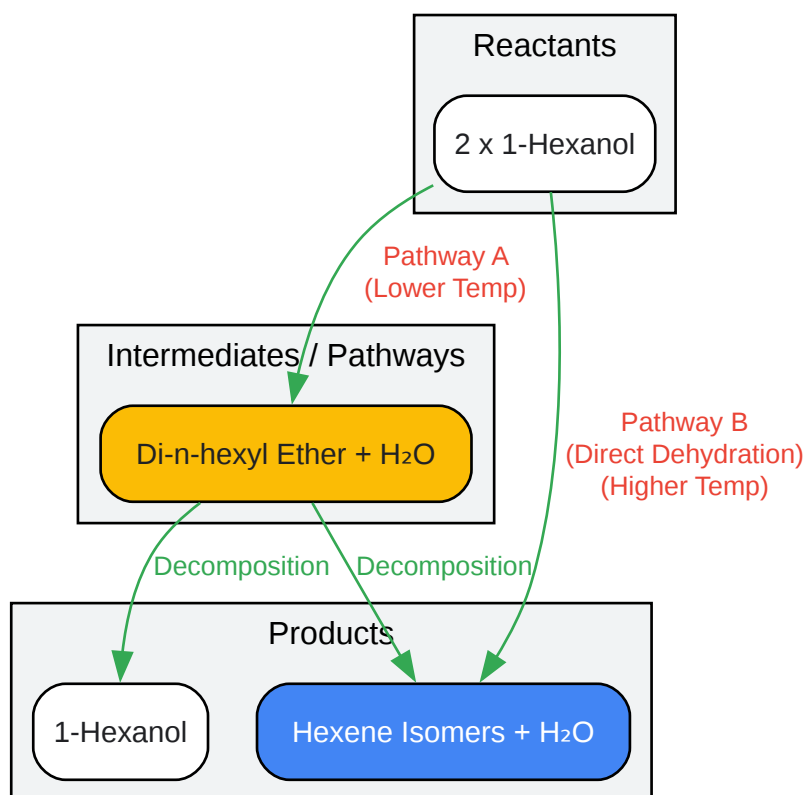 Reactants
2 x 1-Hexanol
Pathway A
(Lower Temp)
Intermediates / Pathways
Di-n-hexyl Ether + H₂O
Pathway B
(Direct Dehydration)
(Higher Temp)
Decomposition
Decomposition
Products
1-Hexanol
Hexene Isomers + H₂O